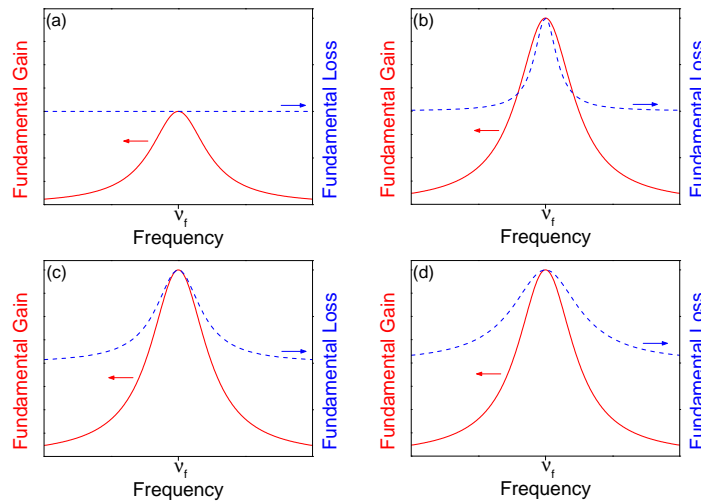 (a)
Fundamental Gain
Fundamental Loss
ν_f
Frequency
(b)
Fundamental Gain
Fundamental Loss
ν_f
Frequency
(c)
Fundamental Gain
Fundamental Loss
ν_f
Frequency
(d)
Fundamental Gain
Fundamental Loss
ν_f
Frequency